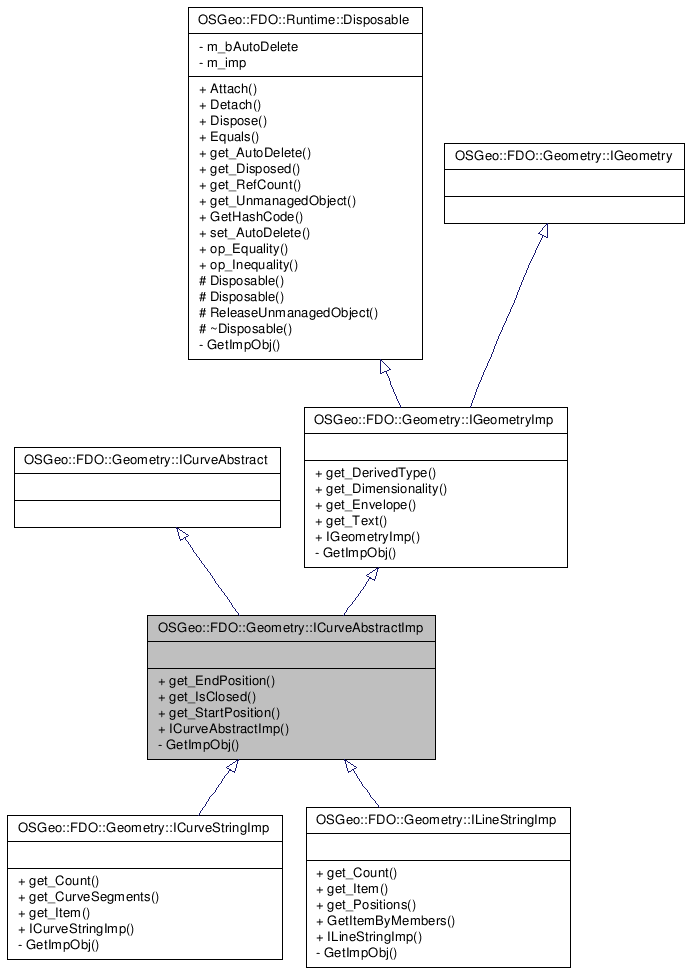 OSGeo::FDO::Runtime::Disposable
- m_bAutoDelete
- m_imp
+ Attach()
+ Detach()
+ Dispose()
+ Equals()
+ get_AutoDelete()
+ get_Disposed()
+ get_RefCount()
+ get_UnmanagedObject()
+ GetHashCode()
+ set_AutoDelete()
+ op_Equality()
+ op_Inequality()
# Disposable()
# Disposable()
# ReleaseUnmanagedObject()
# ~Disposable()
- GetImpObj()
OSGeo::FDO::Geometry::IGeometry
OSGeo::FDO::Geometry::IGeometryImp
+ get_DerivedType()
+ get_Dimensionality()
+ get_Envelope()
+ get_Text()
+ IGeometryImp()
- GetImpObj()
OSGeo::FDO::Geometry::ICurveAbstract
OSGeo::FDO::Geometry::ICurveAbstractImp
+ get_EndPosition()
+ get_IsClosed()
+ get_StartPosition()
+ ICurveAbstractImp()
- GetImpObj()
OSGeo::FDO::Geometry::ICurveStringImp
+ get_Count()
+ get_CurveSegments()
+ get_Item()
+ ICurveStringImp()
- GetImpObj()
OSGeo::FDO::Geometry::ILineStringImp
+ get_Count()
+ get_Item()
+ get_Positions()
+ GetItemByMembers()
+ ILineStringImp()
- GetImpObj()